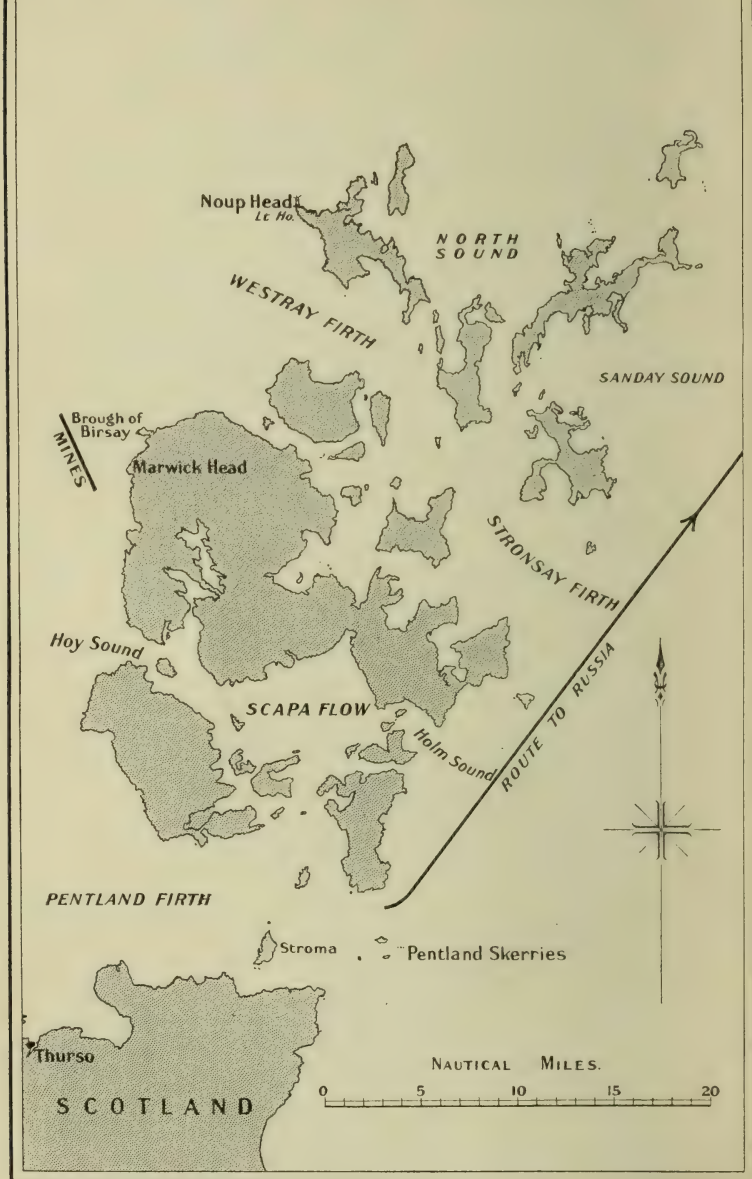 Noup Head
Lt. Ho.
NORTH
SOUND
WESTRAY FIRTH
SANDAY SOUND
Brough of
Birsay
MINES
Marwick Head
STRONSAY FIRTH
Hoy Sound
SCAPA FLOW
Holm Sound
ROUTE TO RUSSIA
PENTLAND FIRTH
Stroma
Pentland Skerries
Thurso
SCOTLAND
NAUTICAL MILES.
0 5 10 15 20